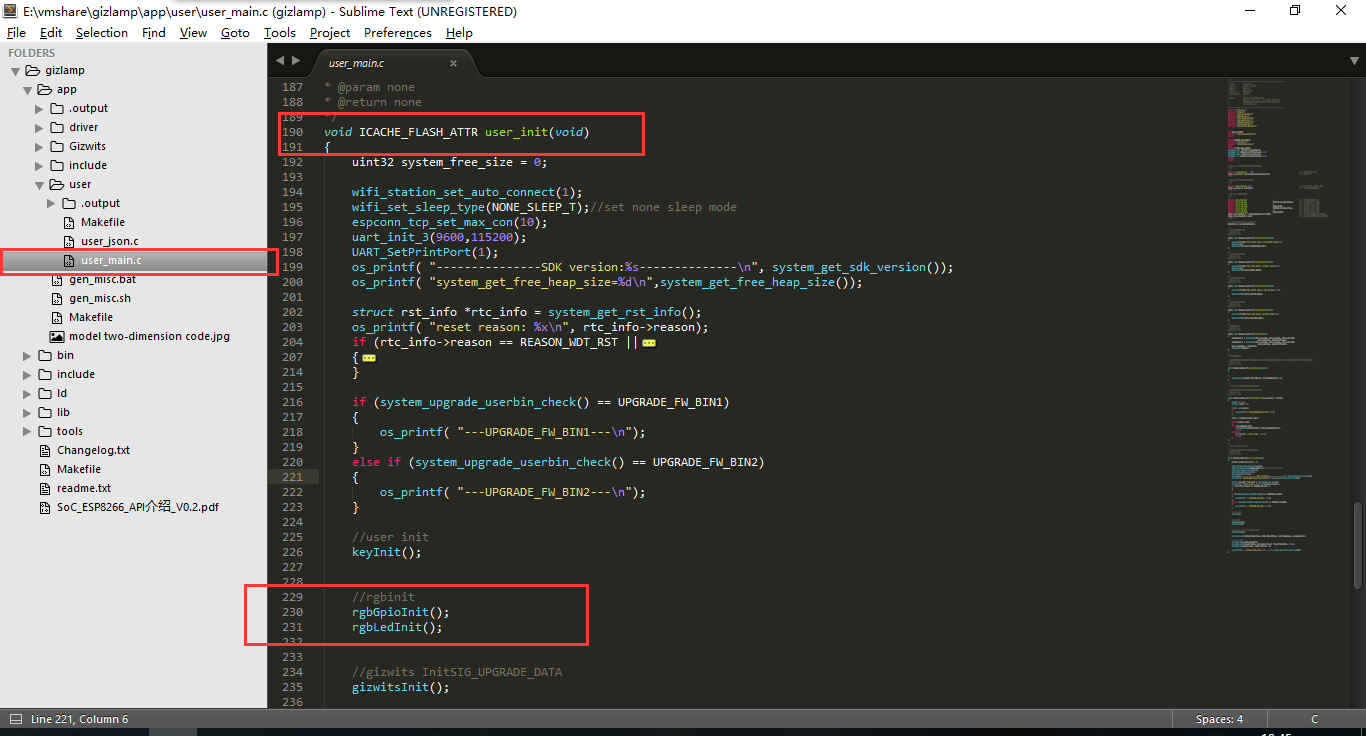 E:\vmshare\gizlamp\app\user\user_main.c (gizlamp) - Sublime Text (UNREGISTERED)
File Edit Selection Find View Goto Tools Project Preferences Help
FOLDERS
gizlamp
app
.output
driver
Gizwits
include
user
.output
Makefile
user_json.c
user_main.c
gen_misc.bat
gen_misc.sh
Makefile
model two-dimension code.jpg
bin
include
ld
lib
tools
Changelog.txt
Makefile
readme.txt
SoC_ESP8266_API介绍_V0.2.pdf
user_main.c
187 * @param none
188 * @return none
189 */
190 void ICACHE_FLASH_ATTR user_init(void)
191 {
192 uint32 system_free_size = 0;
193
194 wifi_station_set_auto_connect(1);
195 wifi_set_sleep_type(NONE_SLEEP_T);//set none sleep mode
196 espconn_tcp_set_max_con(10);
197 uart_init_3(9600,115200);
198 UART_SetPrintPort(1);
199 os_printf( "---------------SDK version:%s--------------\n", system_get_sdk_version());
200 os_printf( "system_get_free_heap_size=%d\n",system_get_free_heap_size());
201
202 struct rst_info *rtc_info = system_get_rst_info();
203 os_printf( "reset reason: %x\n", rtc_info->reason);
204 if (rtc_info->reason == REASON_WDT_RST ||
207 {
214 }
215
216 if (system_upgrade_userbin_check() == UPGRADE_FW_BIN1)
217 {
218 os_printf( "---UPGRADE_FW_BIN1---\n");
219 }
220 else if (system_upgrade_userbin_check() == UPGRADE_FW_BIN2)
221 {
222 os_printf( "---UPGRADE_FW_BIN2---\n");
223 }
224
225 //user init
226 keyInit();
227
228
229 //rgbinit
230 rgbGpioInit();
231 rgbLedInit();
232
233
234 //gizwits InitSIG_UPGRADE_DATA
235 gizwitsInit();
236
Line 221, Column 6 Spaces: 4 C